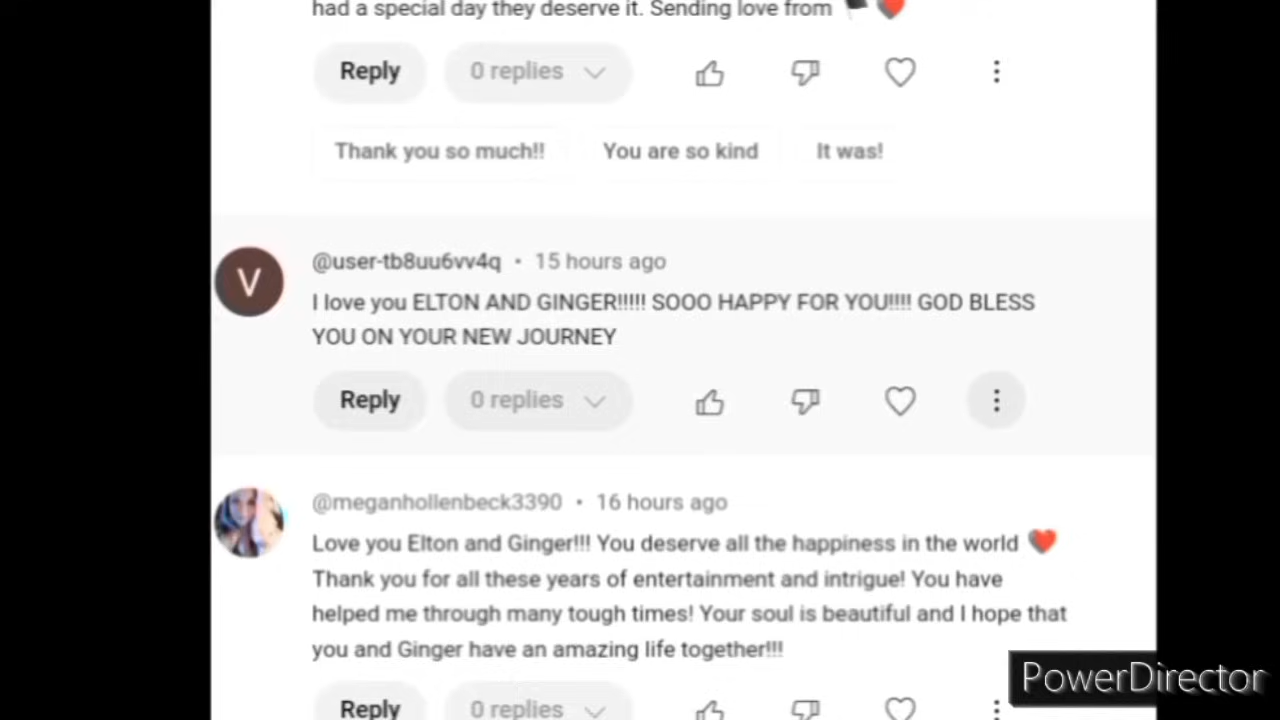 had a special day they deserve it. Sending love from
Reply 0 replies
Thank you so much!! You are so kind It was!
V
@user-tb8uu6vv4q • 15 hours ago
I love you ELTON AND GINGER!!!!! SOOO HAPPY FOR YOU!!!! GOD BLESS
YOU ON YOUR NEW JOURNEY
Reply 0 replies
@meganhollenbeck3390 • 16 hours ago
Love you Elton and Ginger!!! You deserve all the happiness in the world ❤️
Thank you for all these years of entertainment and intrigue! You have
helped me through many tough times! Your soul is beautiful and I hope that
you and Ginger have an amazing life together!!!
Reply 0 replies
PowerDirector